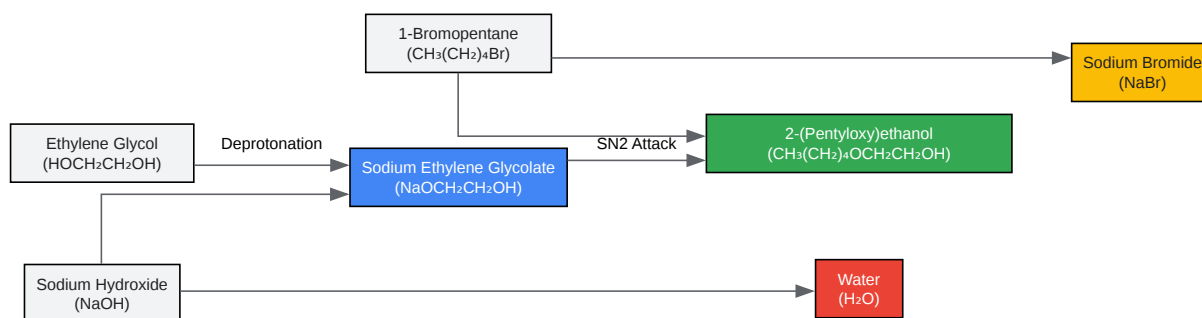 1-Bromopentane
(CH₃(CH₂)₄Br)
Sodium Bromide
(NaBr)
Ethylene Glycol
(HOCH₂CH₂OH)
Deprotonation
Sodium Ethylene Glycolate
(NaOCH₂CH₂OH)
SN2 Attack
2-(Pentyloxy)ethanol
(CH₃(CH₂)₄OCH₂CH₂OH)
Sodium Hydroxide
(NaOH)
Water
(H₂O)